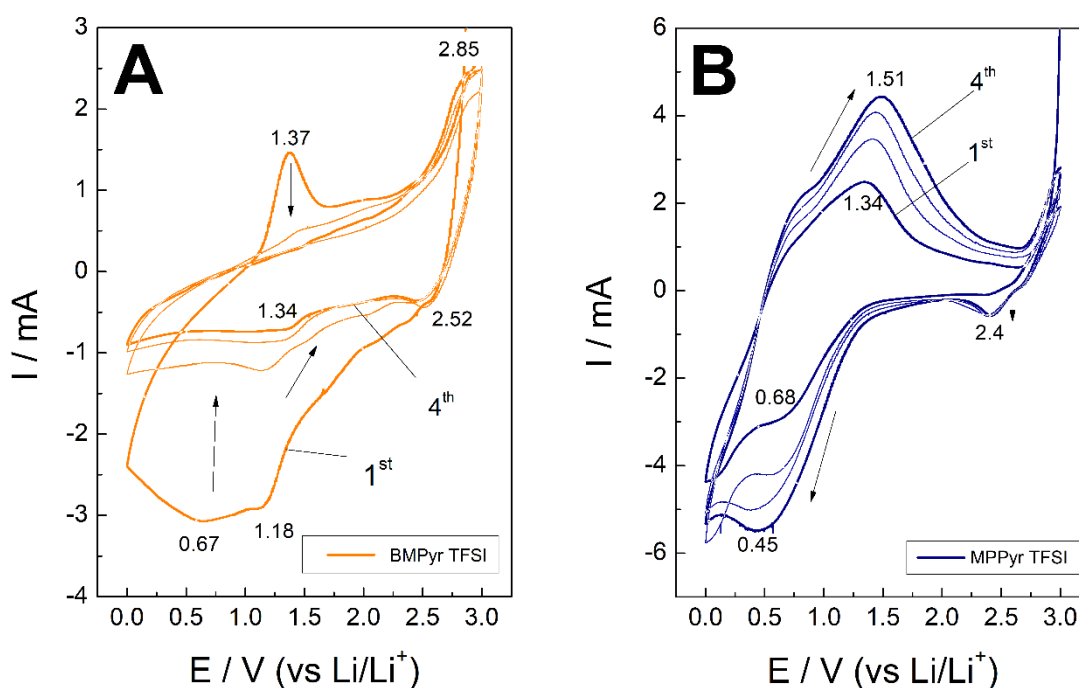 A
I / mA
4
3
2
1
0
-1
-2
-3
-4
2.85
1.37
1.34
2.52
4th
1st
0.67
1.18
BMPyr TFSI
0.0 0.5 1.0 1.5 2.0 2.5 3.0
E / V (vs Li/Li+)
B
I / mA
6
4
2
0
-2
-4
-6
1.51
4th
1st
1.34
2.4
0.68
0.45
MPPyr TFSI
0.0 0.5 1.0 1.5 2.0 2.5 3.0
E / V (vs Li/Li+)